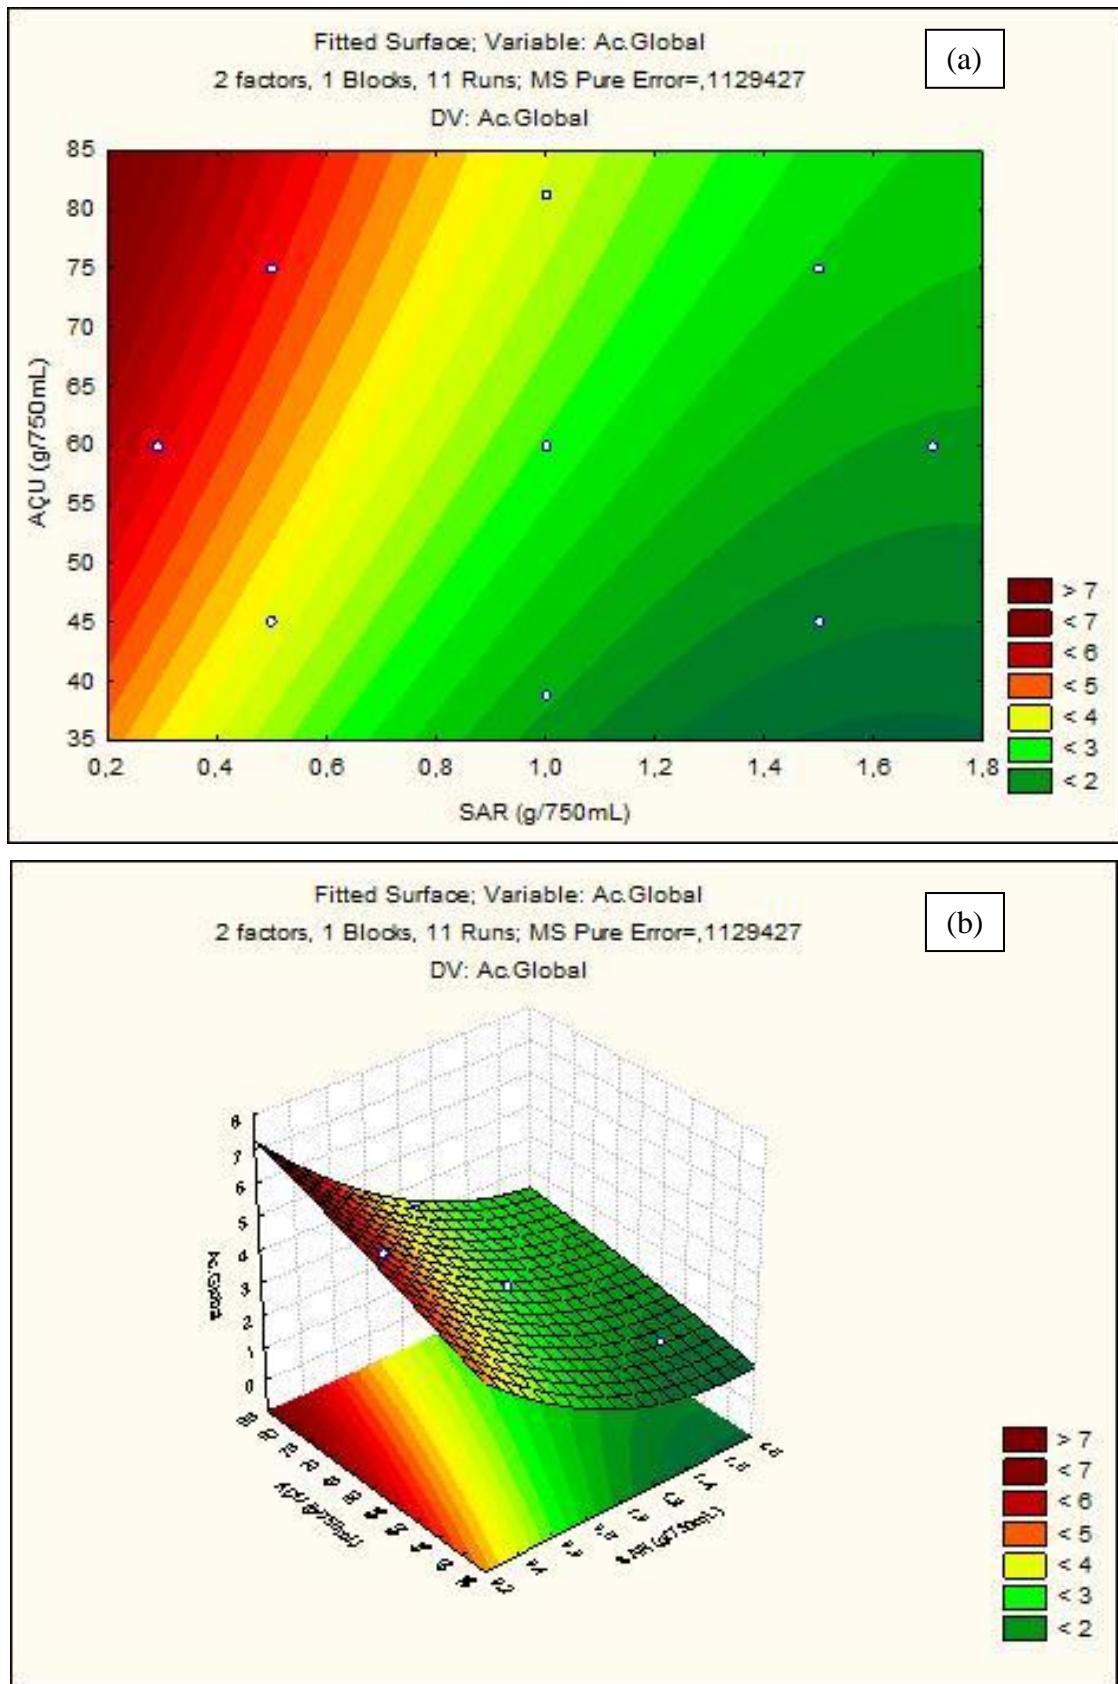 Fitted Surface; Variable: Ac.Global
(a)
2 factors, 1 Blocks, 11 Runs; MS Pure Error=,1129427
DV: Ac.Global
85
80
75
70
65
60
55
50
45
40
35
AÇU (g/750mL)
0,2 0,4 0,6 0,8 1,0 1,2 1,4 1,6 1,8
SAR (g/750mL)
> 7
< 7
< 6
< 5
< 4
< 3
< 2
Fitted Surface; Variable: Ac.Global
(b)
2 factors, 1 Blocks, 11 Runs; MS Pure Error=,1129427
DV: Ac.Global
8
7
6
5
4
3
2
1
0
Ac.Global
> 7
< 7
< 6
< 5
< 4
< 3
< 2